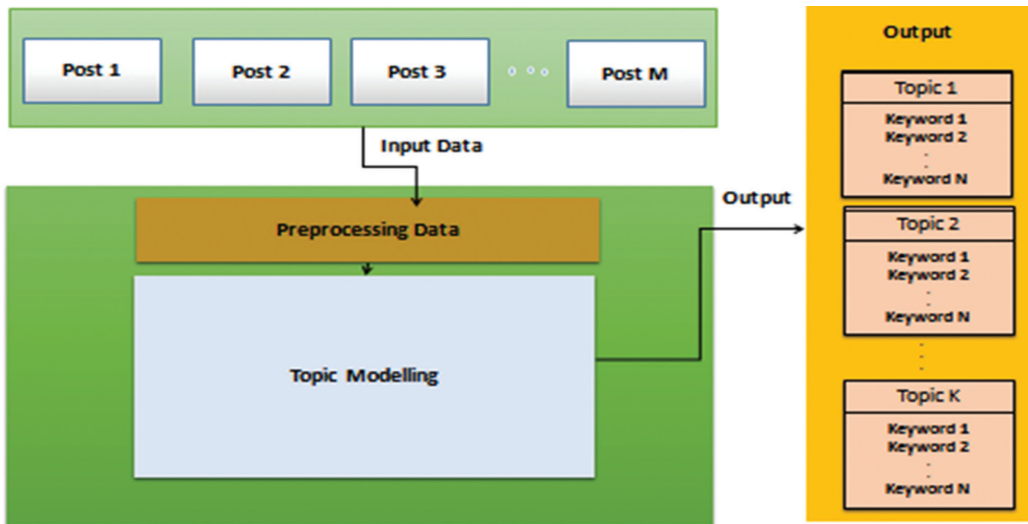 Post 1
Post 2
Post 3
Post M
Input Data
Preprocessing Data
Topic Modelling
Output
Output
Topic 1
Keyword 1
Keyword 2
Keyword N
Topic 2
Keyword 1
Keyword 2
Keyword N
Topic K
Keyword 1
Keyword 2
Keyword N